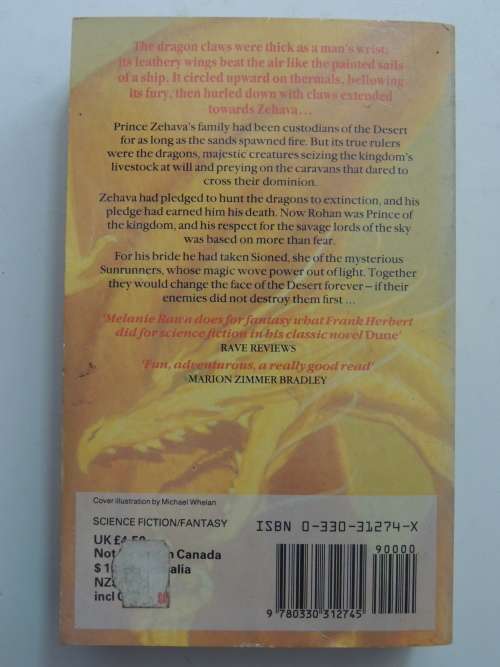 The dragon claws were thick as a man's wrist;
its leathery wings beat the air like the painted sails
of a ship. It circled upward on thermals, bellowing
its fury, then hurled down with claws extended
towards Zehava...
Prince Zehava's family had been custodians of the Desert
for as long as the sands spawned fire. But its true rulers
were the dragons, majestic creatures seizing the kingdom's
livestock at will and preying on the caravans that dared to
cross their dominion.
Zehava had pledged to hunt the dragons to extinction, and his
pledge had earned him his death. Now Rohan was Prince of
the kingdom, and his respect for the savage lords of the sky
was based on more than fear.
For his bride he had taken Sioned, she of the mysterious
Sunrunners, whose magic wove power out of light. Together
they would change the face of the Desert forever – if their
enemies did not destroy them first ...
'Melanie Rawn does for fantasy what Frank Herbert
did for science fiction in his classic novel Dune'
RAVE REVIEWS
'Fun, adventurous, a really good read'
MARION ZIMMER BRADLEY
Cover illustration by Michael Whelan
SCIENCE FICTION/FANTASY
UK
Not Canada
$
NZ
incl
ISBN 0-330-31274-X
90000
9 780330 312745